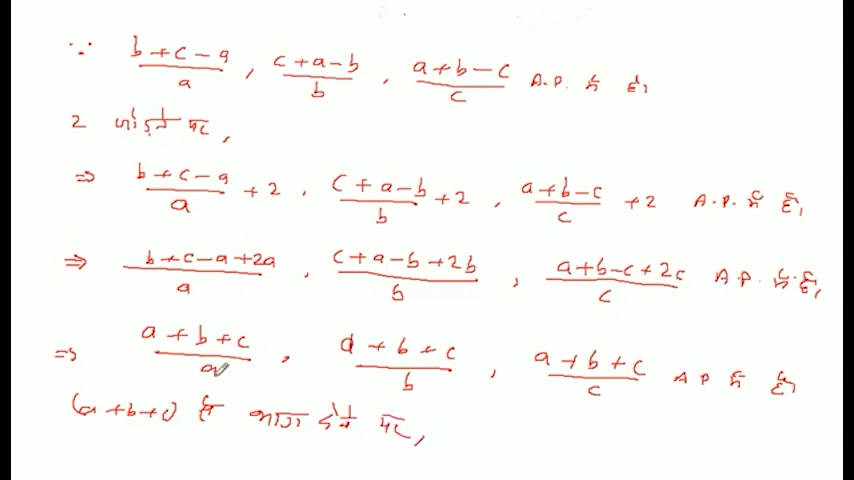 ∵ (b+c-a)/a , (c+a-b)/b , (a+b-c)/c A.P. में हैं,
2 जोड़ने पर,
⇒ (b+c-a)/a +2 , (c+a-b)/b +2 , (a+b-c)/c +2 A.P. में हैं,
⇒ (b+c-a+2a)/a , (c+a-b+2b)/b , (a+b-c+2c)/c A.P. में हैं,
⇒ (a+b+c)/a , (a+b+c)/b , (a+b+c)/c A P में हैं,
(a+b+c) से भाग देने पर,